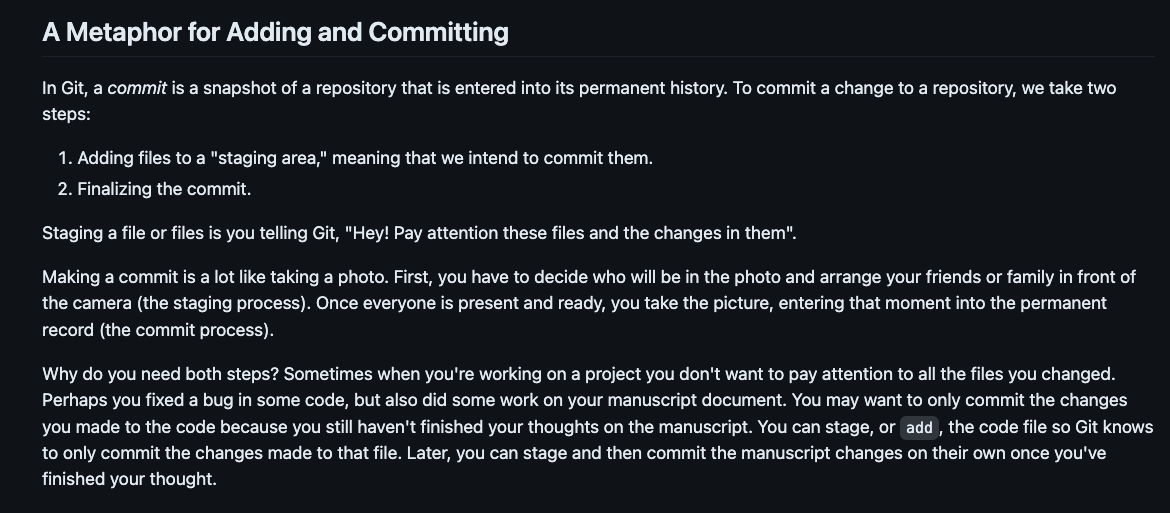 A Metaphor for Adding and Committing
In Git, a commit is a snapshot of a repository that is entered into its permanent history. To commit a change to a repository, we take two
steps:
1. Adding files to a "staging area," meaning that we intend to commit them.
2. Finalizing the commit.
Staging a file or files is you telling Git, "Hey! Pay attention these files and the changes in them".
Making a commit is a lot like taking a photo. First, you have to decide who will be in the photo and arrange your friends or family in front of
the camera (the staging process). Once everyone is present and ready, you take the picture, entering that moment into the permanent
record (the commit process).
Why do you need both steps? Sometimes when you're working on a project you don't want to pay attention to all the files you changed.
Perhaps you fixed a bug in some code, but also did some work on your manuscript document. You may want to only commit the changes
you made to the code because you still haven't finished your thoughts on the manuscript. You can stage, or add, the code file so Git knows
to only commit the changes made to that file. Later, you can stage and then commit the manuscript changes on their own once you've
finished your thought.